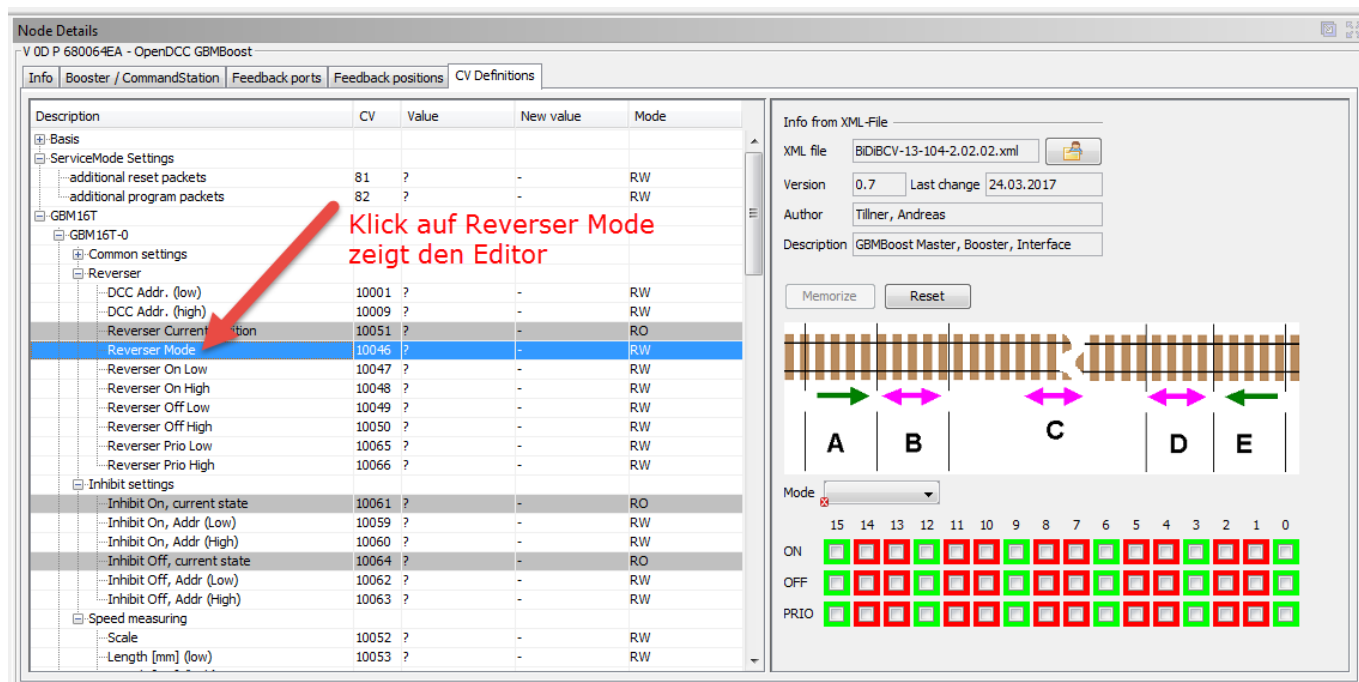 Node Details
V 0D P 680064EA - OpenDCC GBMBoost
Info Booster / CommandStation Feedback ports Feedback positions CV Definitions
Description CV Value New value Mode
Basis
ServiceMode Settings
additional reset packets 81 ? - RW
additional program packets 82 ? - RW
GBM16T
GBM16T-0
Common settings
Reverser
DCC Addr. (low) 10001 ? - RW
DCC Addr. (high) 10009 ? - RW
Reverser Current 10051 ? - RO
Reverser Mode 10046 ? - RW
Reverser On Low 10047 ? - RW
Reverser On High 10048 ? - RW
Reverser Off Low 10049 ? - RW
Reverser Off High 10050 ? - RW
Reverser Prio Low 10065 ? - RW
Reverser Prio High 10066 ? - RW
Inhibit settings
Inhibit On, current state 10061 ? - RO
Inhibit On, Addr (Low) 10059 ? - RW
Inhibit On, Addr (High) 10060 ? - RW
Inhibit Off, current state 10064 ? - RO
Inhibit Off, Addr (Low) 10062 ? - RW
Inhibit Off, Addr (High) 10063 ? - RW
Speed measuring
Scale 10052 ? - RW
Length [mm] (low) 10053 ? - RW
Klick auf Reverser Mode
zeigt den Editor
Info from XML-File
XML file BiDiBCV-13-104-2.02.02.xml
Version 0.7 Last change 24.03.2017
Author Tillner, Andreas
Description GBMBoost Master, Booster, Interface
Memorize Reset
A B C D E
Mode
15 14 13 12 11 10 9 8 7 6 5 4 3 2 1 0
ON
OFF
PRIO